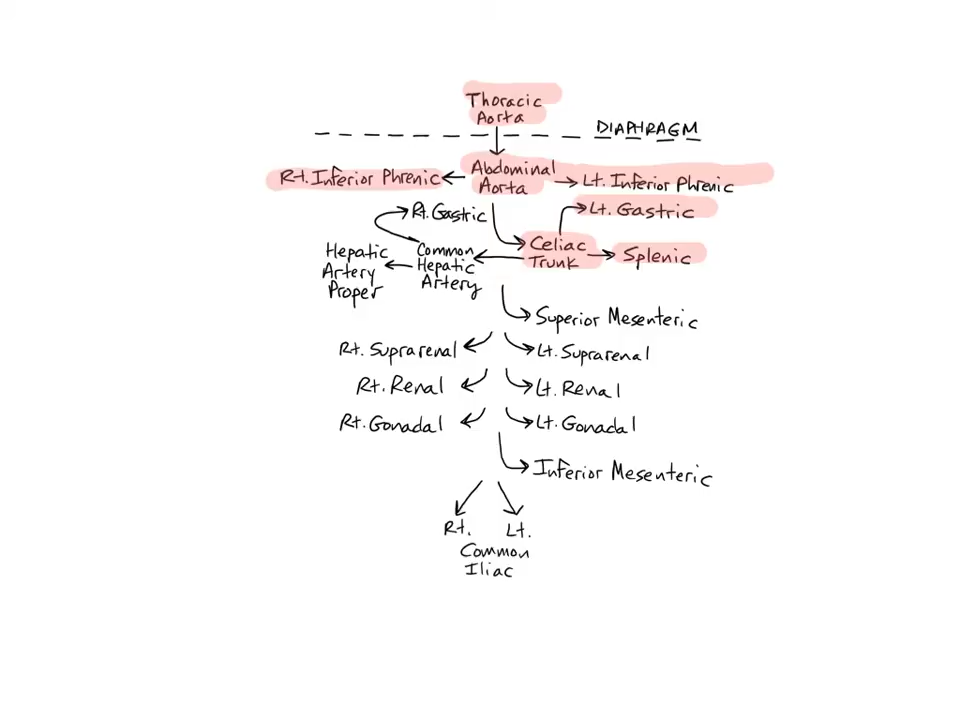 Thoracic
Aorta
DIAPHRAGM
Rt. Inferior Phrenic
Abdominal
Aorta
Lt. Inferior Phrenic
Rt. Gastric
Lt. Gastric
Hepatic
Artery
Proper
Common
Hepatic
Artery
Celiac
Trunk
Splenic
Superior Mesenteric
Rt. Suprarenal
Lt. Suprarenal
Rt. Renal
Lt. Renal
Rt. Gonadal
Lt. Gonadal
Inferior Mesenteric
Rt. Lt.
Common
Iliac